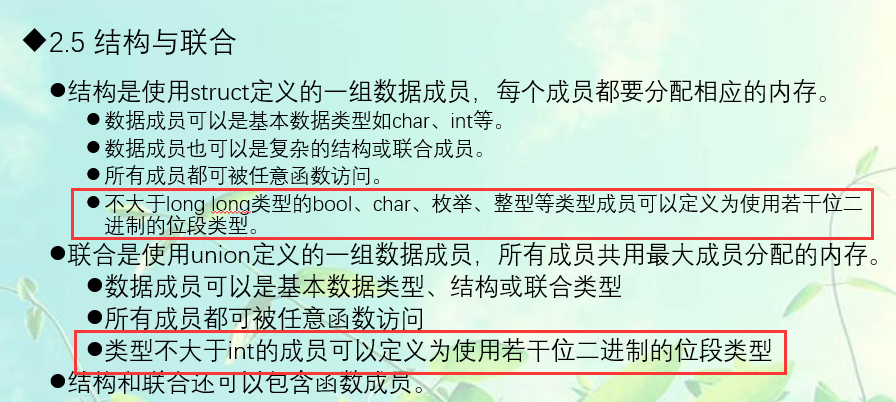 ◆2.5 结构与联合
●结构是使用struct定义的一组数据成员，每个成员都要分配相应的内存。
●数据成员可以是基本数据类型如char、int等。
●数据成员也可以是复杂的结构或联合成员。
●所有成员都可被任意函数访问。
●不大于long long类型的bool、char、枚举、整型等类型成员可以定义为使用若干位二
进制的位段类型。
●联合是使用union定义的一组数据成员，所有成员共用最大成员分配的内存。
●数据成员可以是基本数据类型、结构或联合类型
●所有成员都可被任意函数访问
●类型不大于int的成员可以定义为使用若干位二进制的位段类型
●结构和联合还可以包含函数成员。